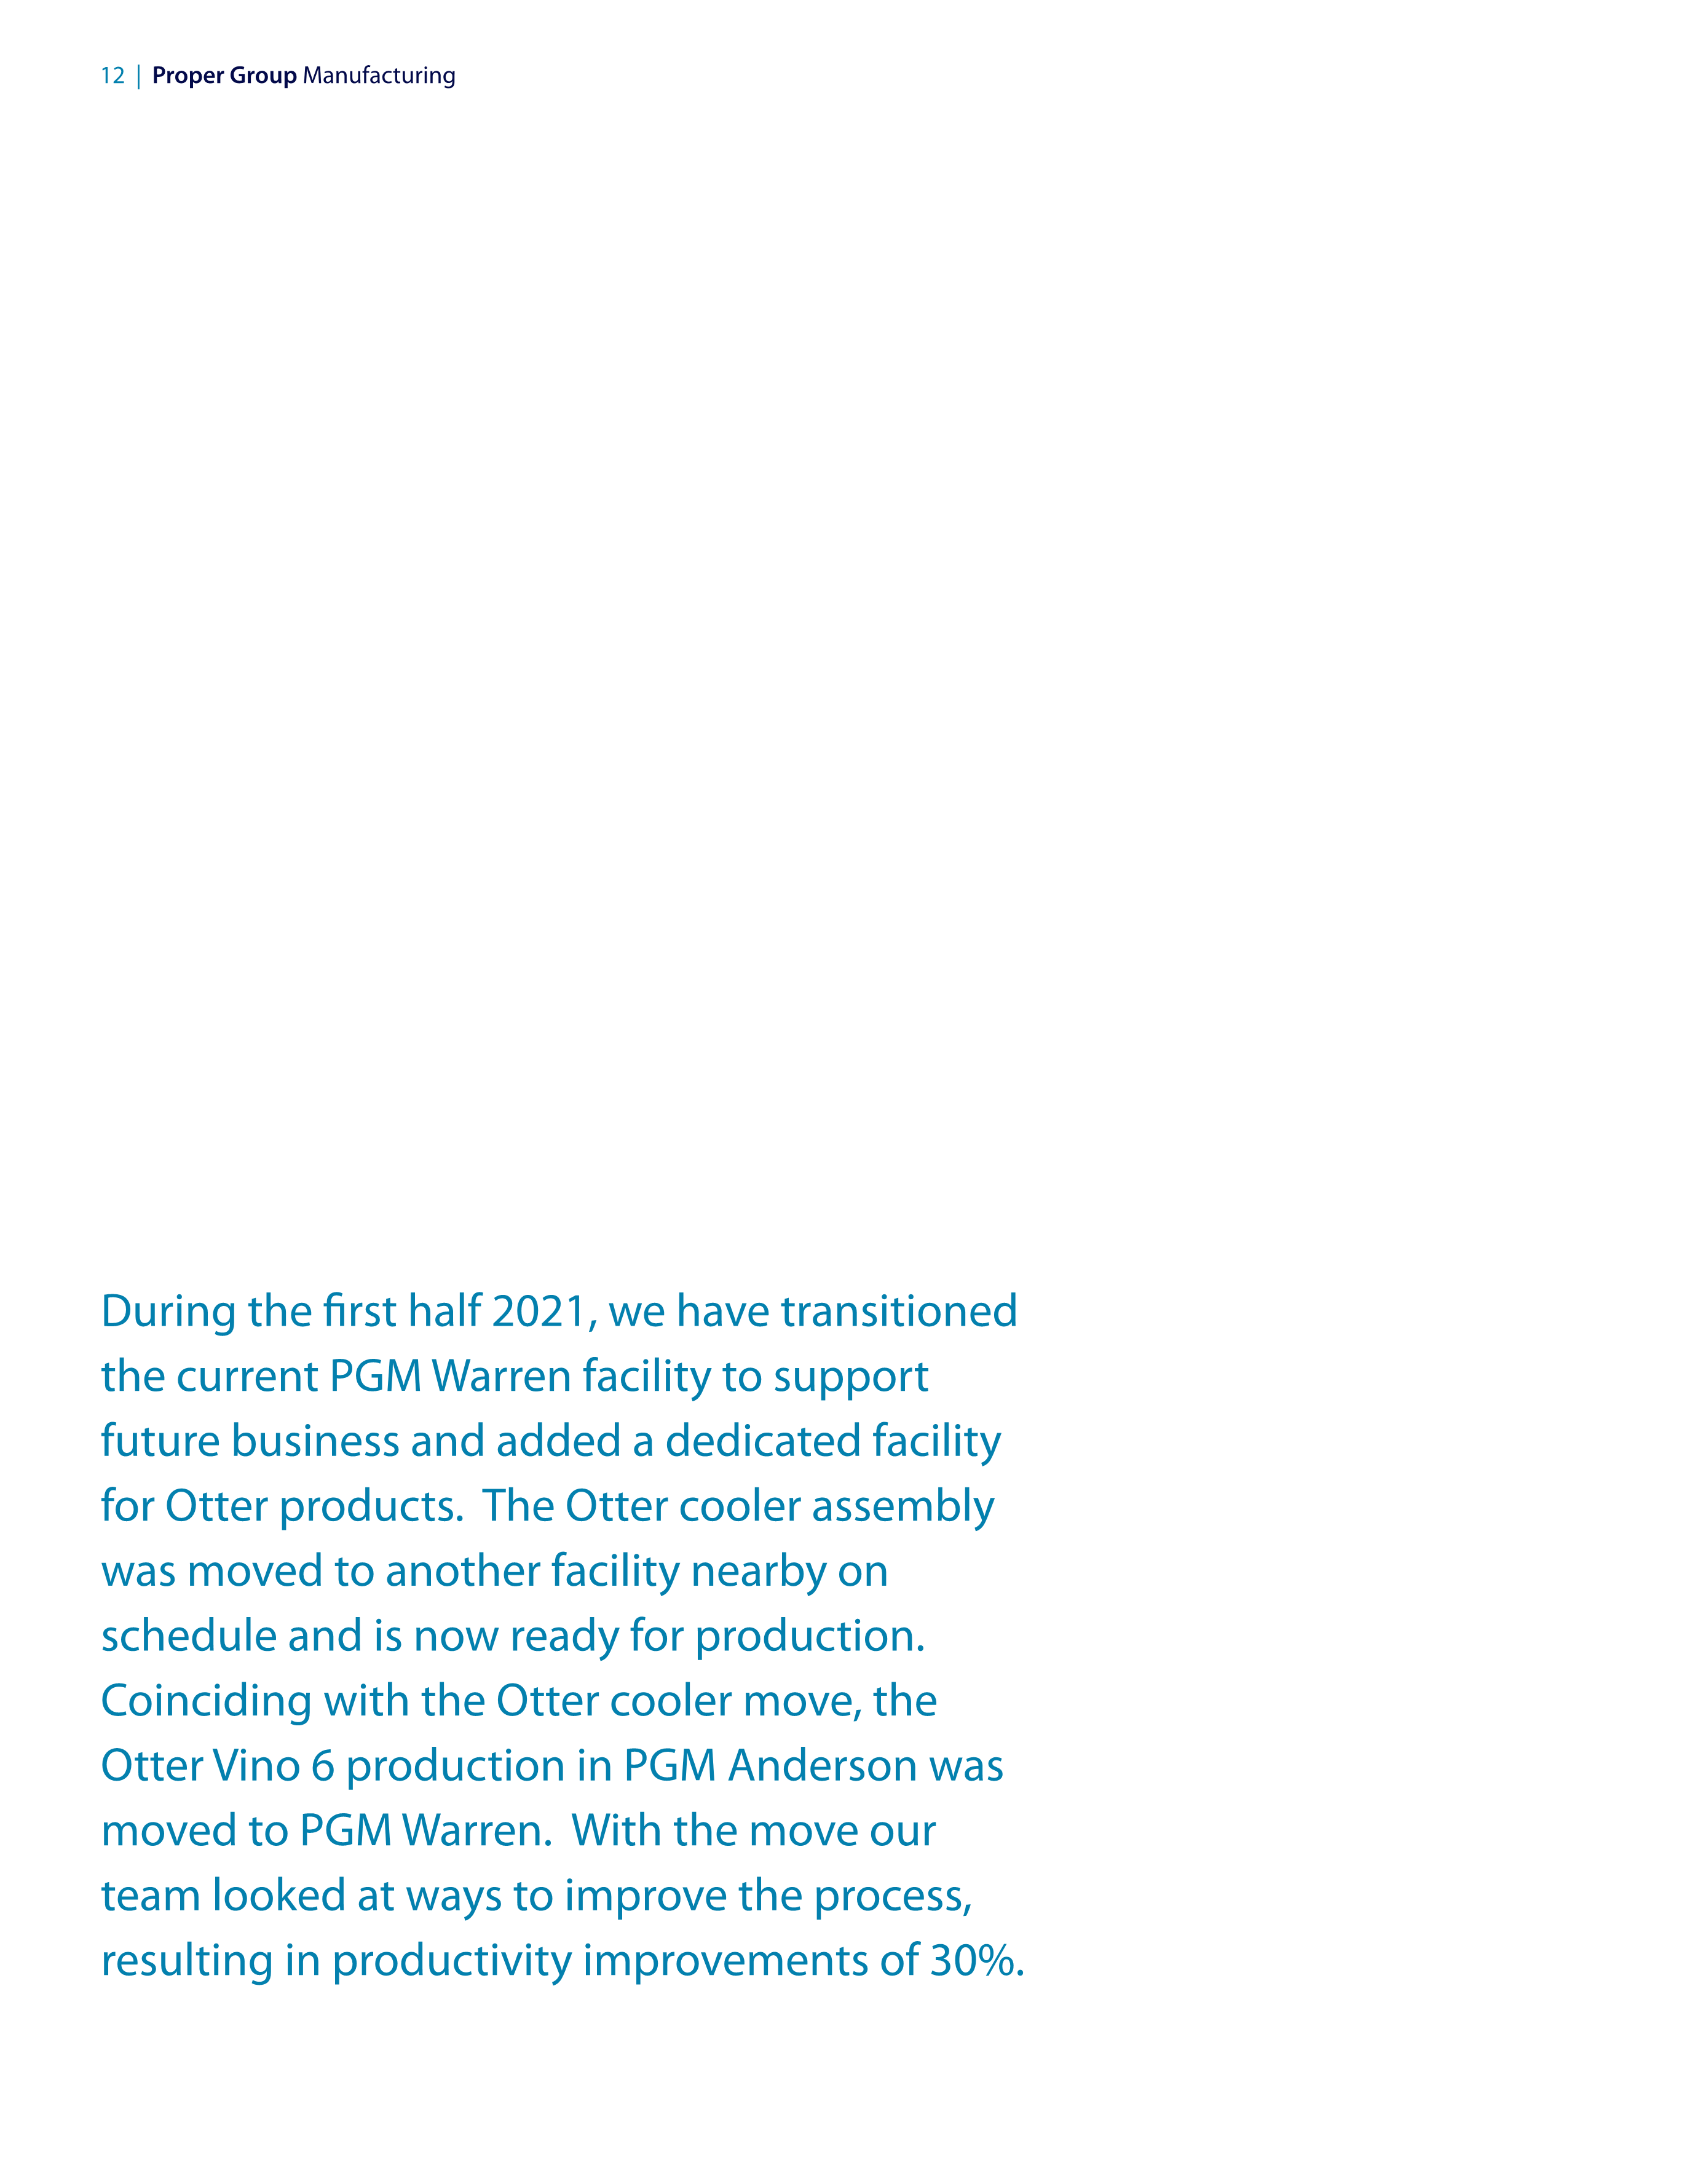 12 | Proper Group Manufacturing
During the first half 2021, we have transitioned
the current PGM Warren facility to support
future business and added a dedicated facility
for Otter products.  The Otter cooler assembly
was moved to another facility nearby on
schedule and is now ready for production.
Coinciding with the Otter cooler move, the
Otter Vino 6 production in PGM Anderson was
moved to PGM Warren.  With the move our
team looked at ways to improve the process,
resulting in productivity improvements of 30%.